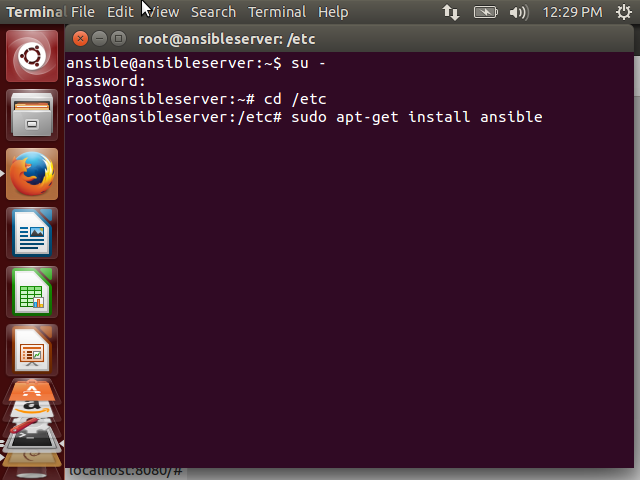 Terminal File Edit View Search Terminal Help 12:29 PM
root@ansibleserver: /etc
ansible@ansibleserver:~$ su -
Password:
root@ansibleserver:~# cd /etc
root@ansibleserver:/etc# sudo apt-get install ansible
localhost:8080/#